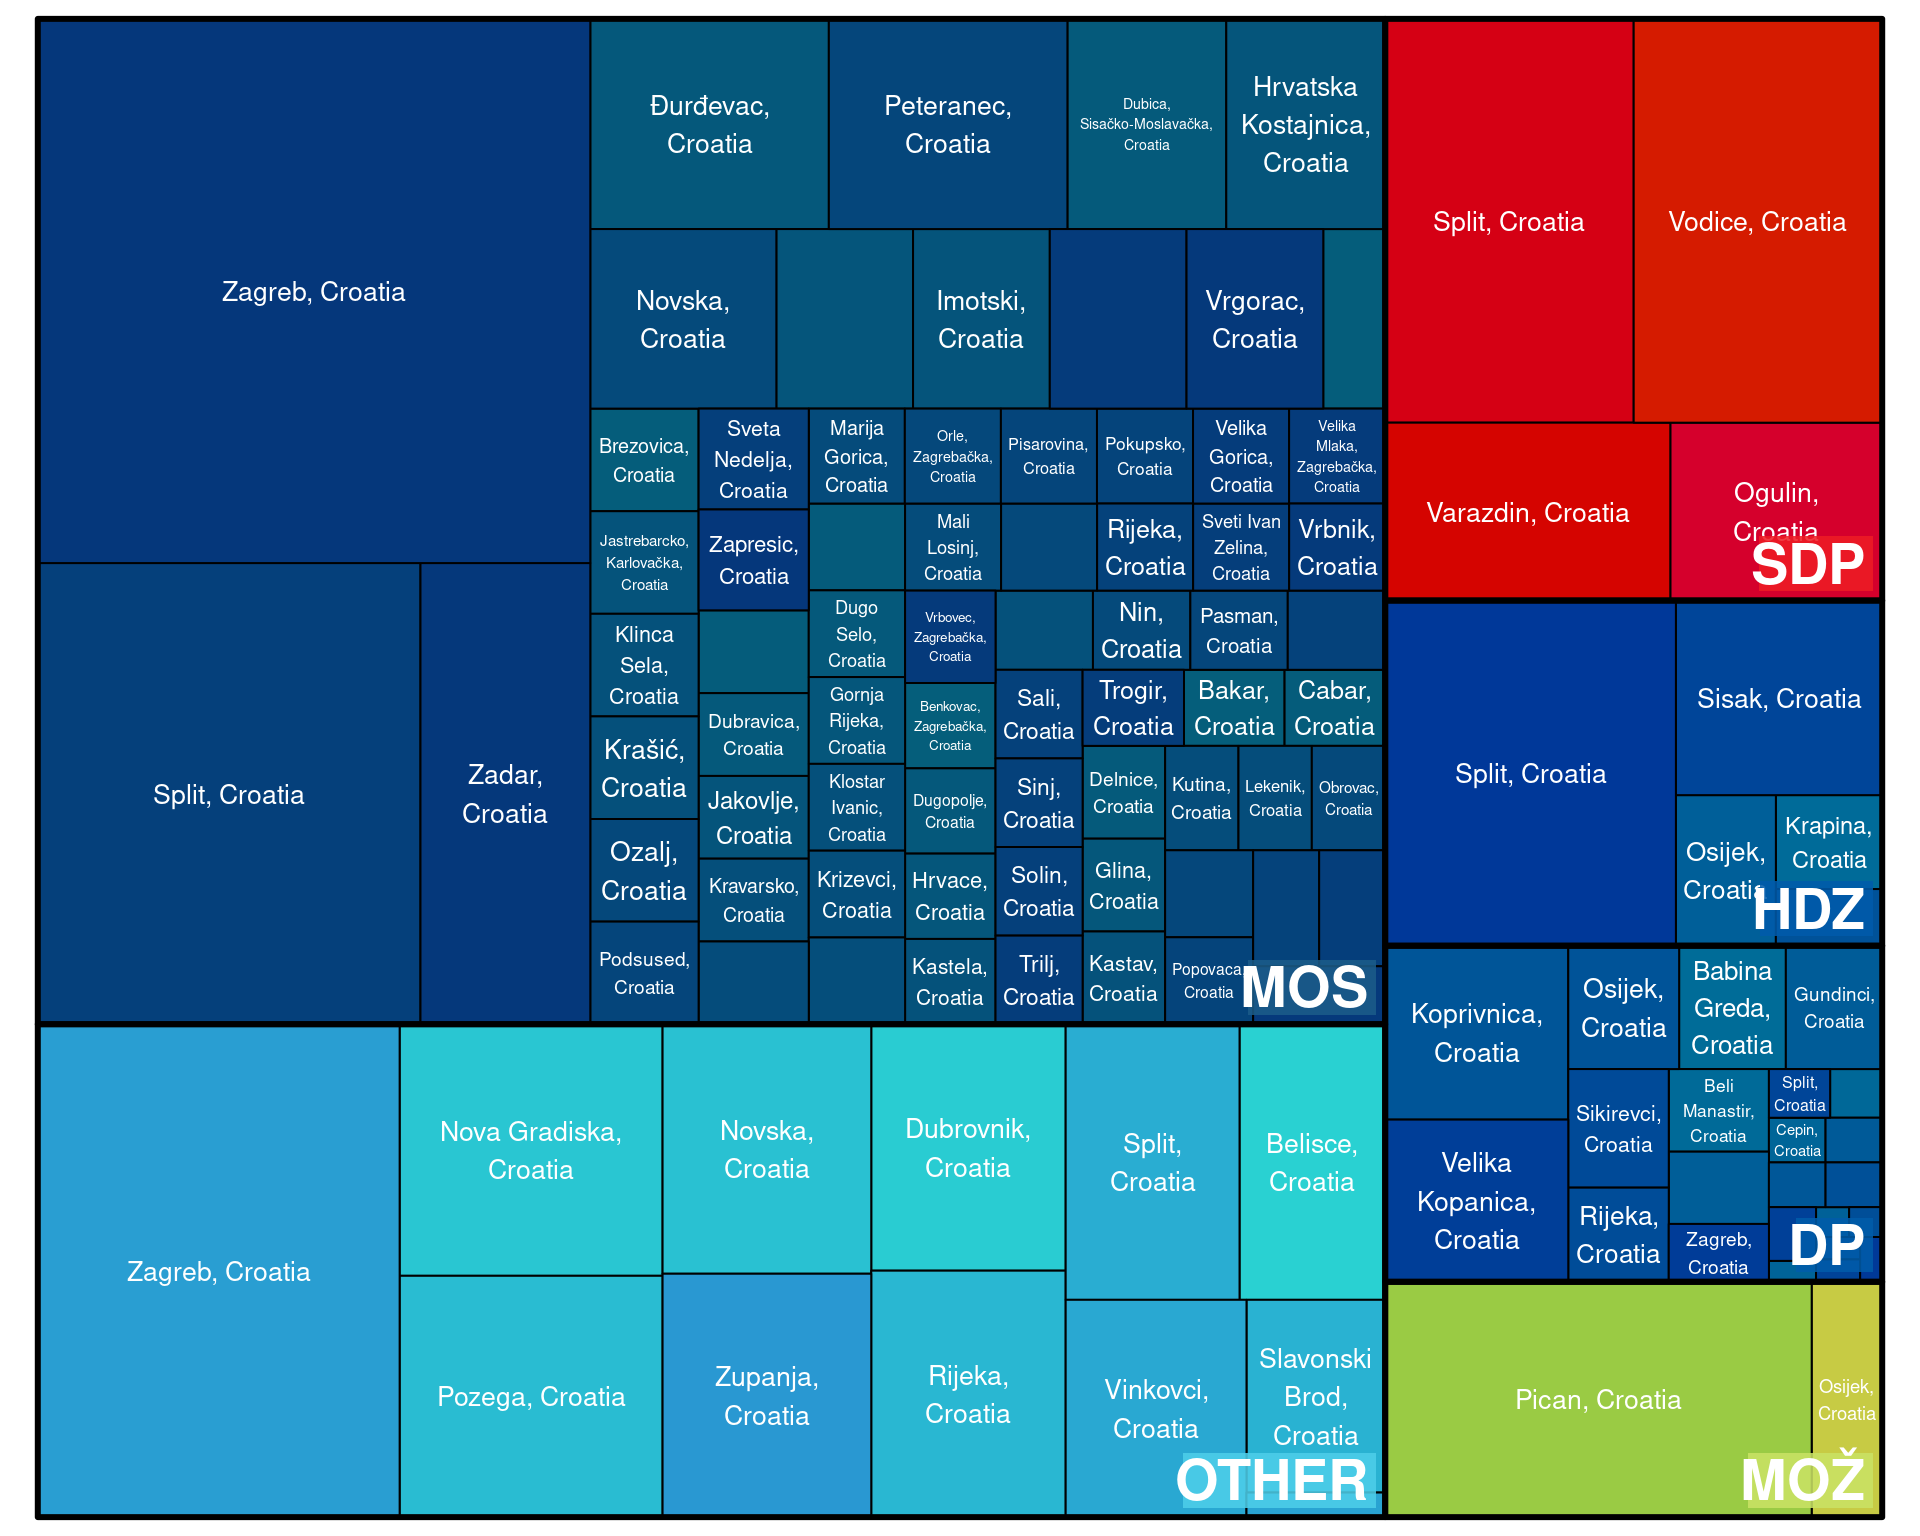 Zagreb, Croatia
Split, Croatia
Zadar,
Croatia
Đurđevac,
Croatia
Peteranec,
Croatia
Dubica,
Sisačko-Moslavačka,
Croatia
Hrvatska
Kostajnica,
Croatia
Novska,
Croatia
Imotski,
Croatia
Vrgorac,
Croatia
Brezovica,
Croatia
Jastrebarcko,
Karlovačka,
Croatia
Klinca
Sela,
Croatia
Krašić,
Croatia
Ozalj,
Croatia
Podsused,
Croatia
Sveta
Nedelja,
Croatia
Zapresic,
Croatia
Dubravica,
Croatia
Jakovlje,
Croatia
Kravarsko,
Croatia
Marija
Gorica,
Croatia
Dugo
Selo,
Croatia
Gornja
Rijeka,
Croatia
Klostar
Ivanic,
Croatia
Krizevci,
Croatia
Orle,
Zagrebačka,
Croatia
Pisarovina,
Croatia
Pokupsko,
Croatia
Velika
Gorica,
Croatia
Velika
Mlaka,
Zagrebačka,
Croatia
Mali
Losinj,
Croatia
Rijeka,
Croatia
Sveti Ivan
Zelina,
Croatia
Vrbnik,
Croatia
Vrbovec,
Zagrebačka,
Croatia
Benkovac,
Zagrebačka,
Croatia
Dugopolje,
Croatia
Hrvace,
Croatia
Kastela,
Croatia
Nin,
Croatia
Pasman,
Croatia
Sali,
Croatia
Sinj,
Croatia
Solin,
Croatia
Trilj,
Croatia
Trogir,
Croatia
Bakar,
Croatia
Cabar,
Croatia
Delnice,
Croatia
Glina,
Croatia
Kastav,
Croatia
Kutina,
Croatia
Lekenik,
Croatia
Obrovac,
Croatia
Popovaca,
Croatia
MOS
Zagreb, Croatia
Nova Gradiska,
Croatia
Pozega, Croatia
Novska,
Croatia
Zupanja,
Croatia
Dubrovnik,
Croatia
Rijeka,
Croatia
Split,
Croatia
Belisce,
Croatia
Vinkovci,
Croatia
Slavonski
Brod,
Croatia
OTHER
Split, Croatia
Vodice, Croatia
Varazdin, Croatia
Ogulin,
Croatia
SDP
Split, Croatia
Sisak, Croatia
Osijek,
Croatia
Krapina,
Croatia
HDZ
Koprivnica,
Croatia
Velika
Kopanica,
Croatia
Osijek,
Croatia
Babina
Greda,
Croatia
Gundinci,
Croatia
Sikirevci,
Croatia
Rijeka,
Croatia
Beli
Manastir,
Croatia
Zagreb,
Croatia
Split,
Croatia
Cepin,
Croatia
DP
Pican, Croatia
Osijek,
Croatia
MOŽ